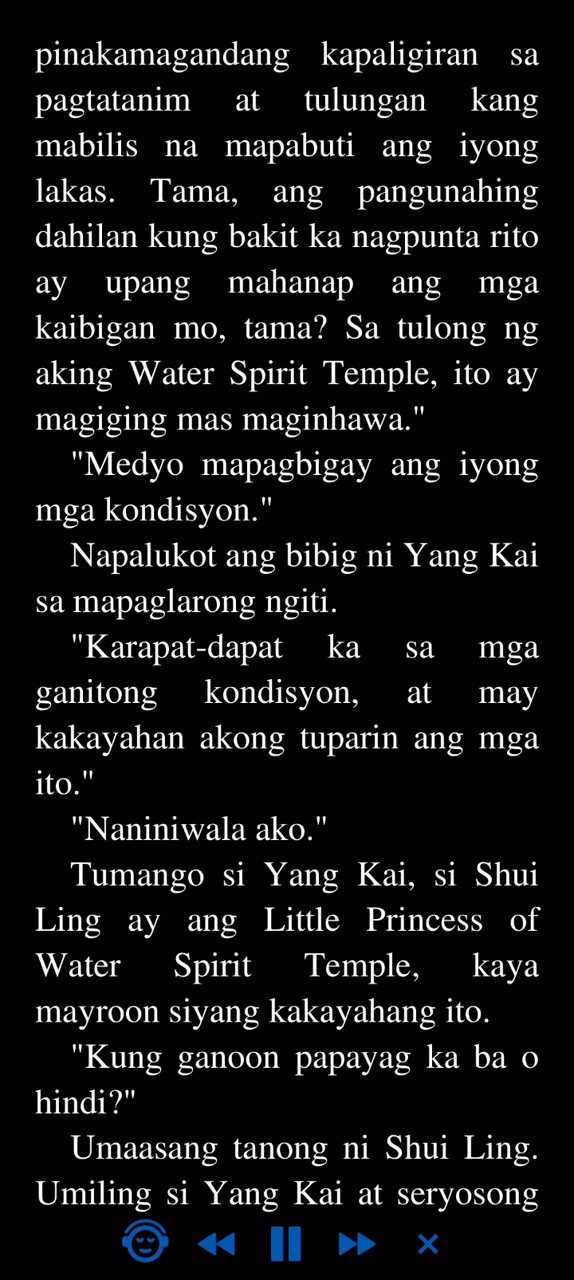 pinakamagandang kapaligiran sa
pagtatanim at tulungan kang
mabilis na mapabuti ang iyong
lakas. Tama, ang pangunahing
dahilan kung bakit ka nagpunta rito
ay upang mahanap ang mga
kaibigan mo, tama? Sa tulong ng
aking Water Spirit Temple, ito ay
magiging mas maginhawa."
"Medyo mapagbigay ang iyong
mga kondisyon."
Napalukot ang bibig ni Yang Kai
sa mapaglarong ngiti.
"Karapat-dapat ka sa mga
ganitong kondisyon, at may
kakayahan akong tuparin ang mga
ito."
"Naniniwala ako."
Tumango si Yang Kai, si Shui
Ling ay ang Little Princess of
Water Spirit Temple, kaya
mayroon siyang kakayahang ito.
"Kung ganoon papayag ka ba o
hindi?"
Umaasang tanong ni Shui Ling.
Umiling si Yang Kai at seryosong